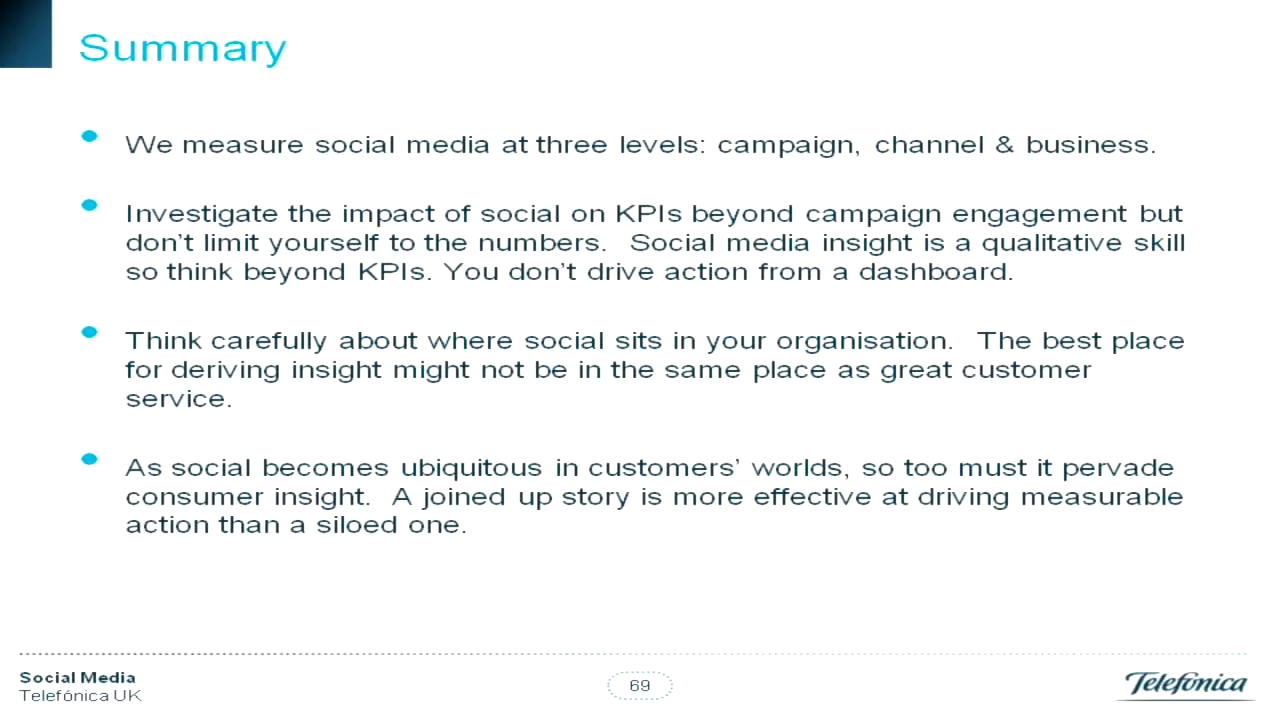 Summary
We measure social media at three levels: campaign, channel & business.
Investigate the impact of social on KPIs beyond campaign engagement but
don't limit yourself to the numbers.  Social media insight is a qualitative skill
so think beyond KPIs. You don't drive action from a dashboard.
Think carefully about where social sits in your organisation.  The best place
for deriving insight might not be in the same place as great customer
service.
As social becomes ubiquitous in customers' worlds, so too must it pervade
consumer insight.  A joined up story is more effective at driving measurable
action than a siloed one.
Social Media
Telefónica UK
69
Telefónica